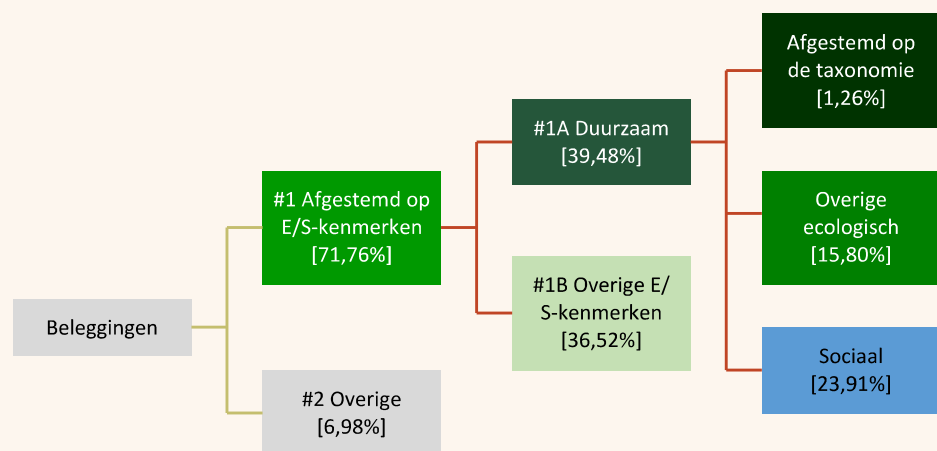 Beleggingen
#1 Afgestemd op
E/S-kenmerken
[71,76%]
#2 Overige
[6,98%]
#1A Duurzaam
[39,48%]
#1B Overige E/
S-kenmerken
[36,52%]
Afgestemd op
de taxonomie
[1,26%]
Overige
ecologisch
[15,80%]
Sociaal
[23,91%]